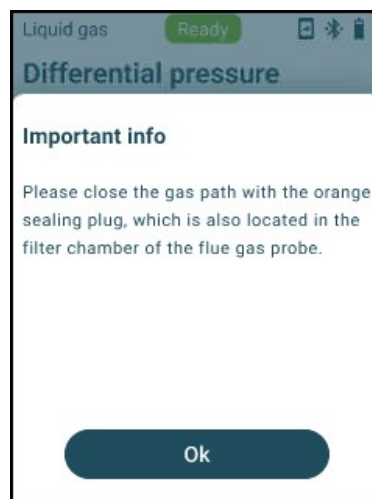 Liquid gas Ready
Differential pressure
Important info
Please close the gas path with the orange
sealing plug, which is also located in the
filter chamber of the flue gas probe.
Ok